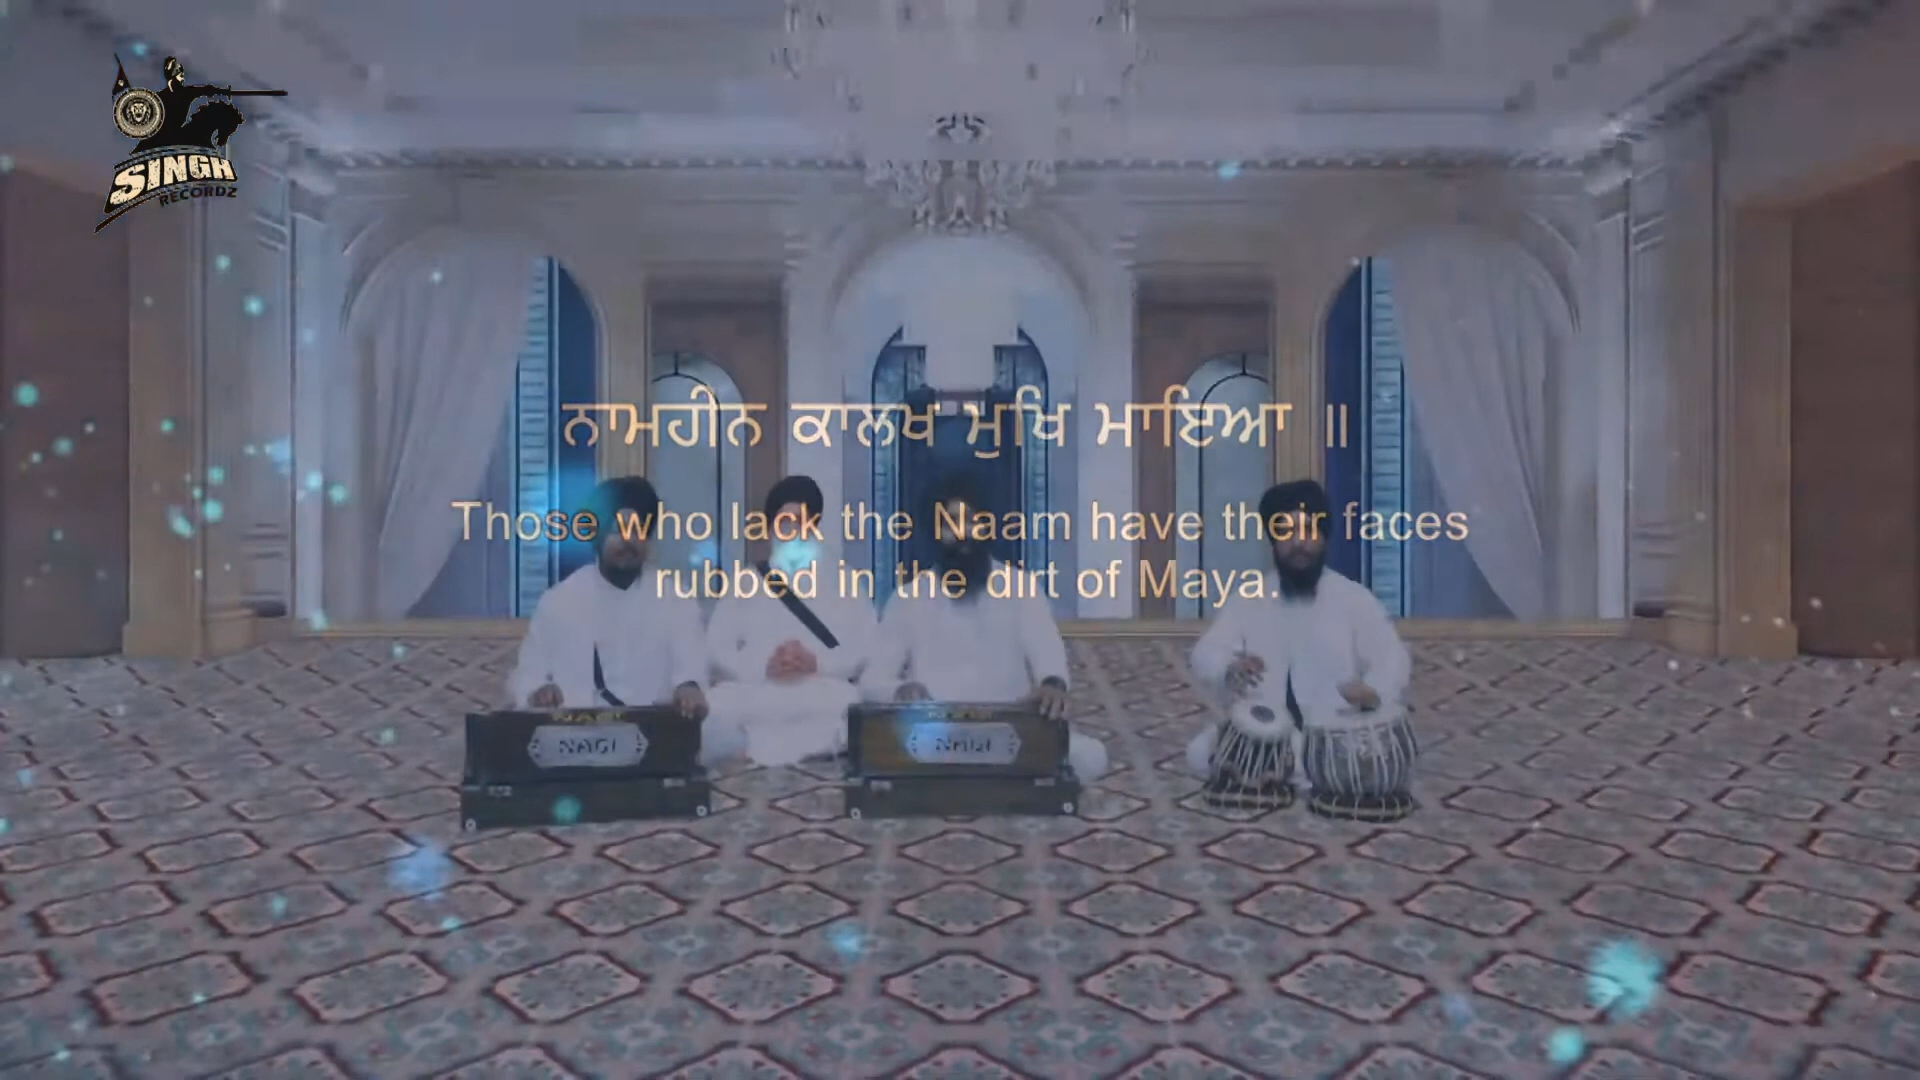 SINGH
RECORDZ
ਨਾਮਹੀਨ ਕਾਲਖ ਮੁਖਿ ਮਾਇਆ ॥
Those who lack the Naam have their faces
rubbed in the dirt of Maya.
NAGI
NAGI